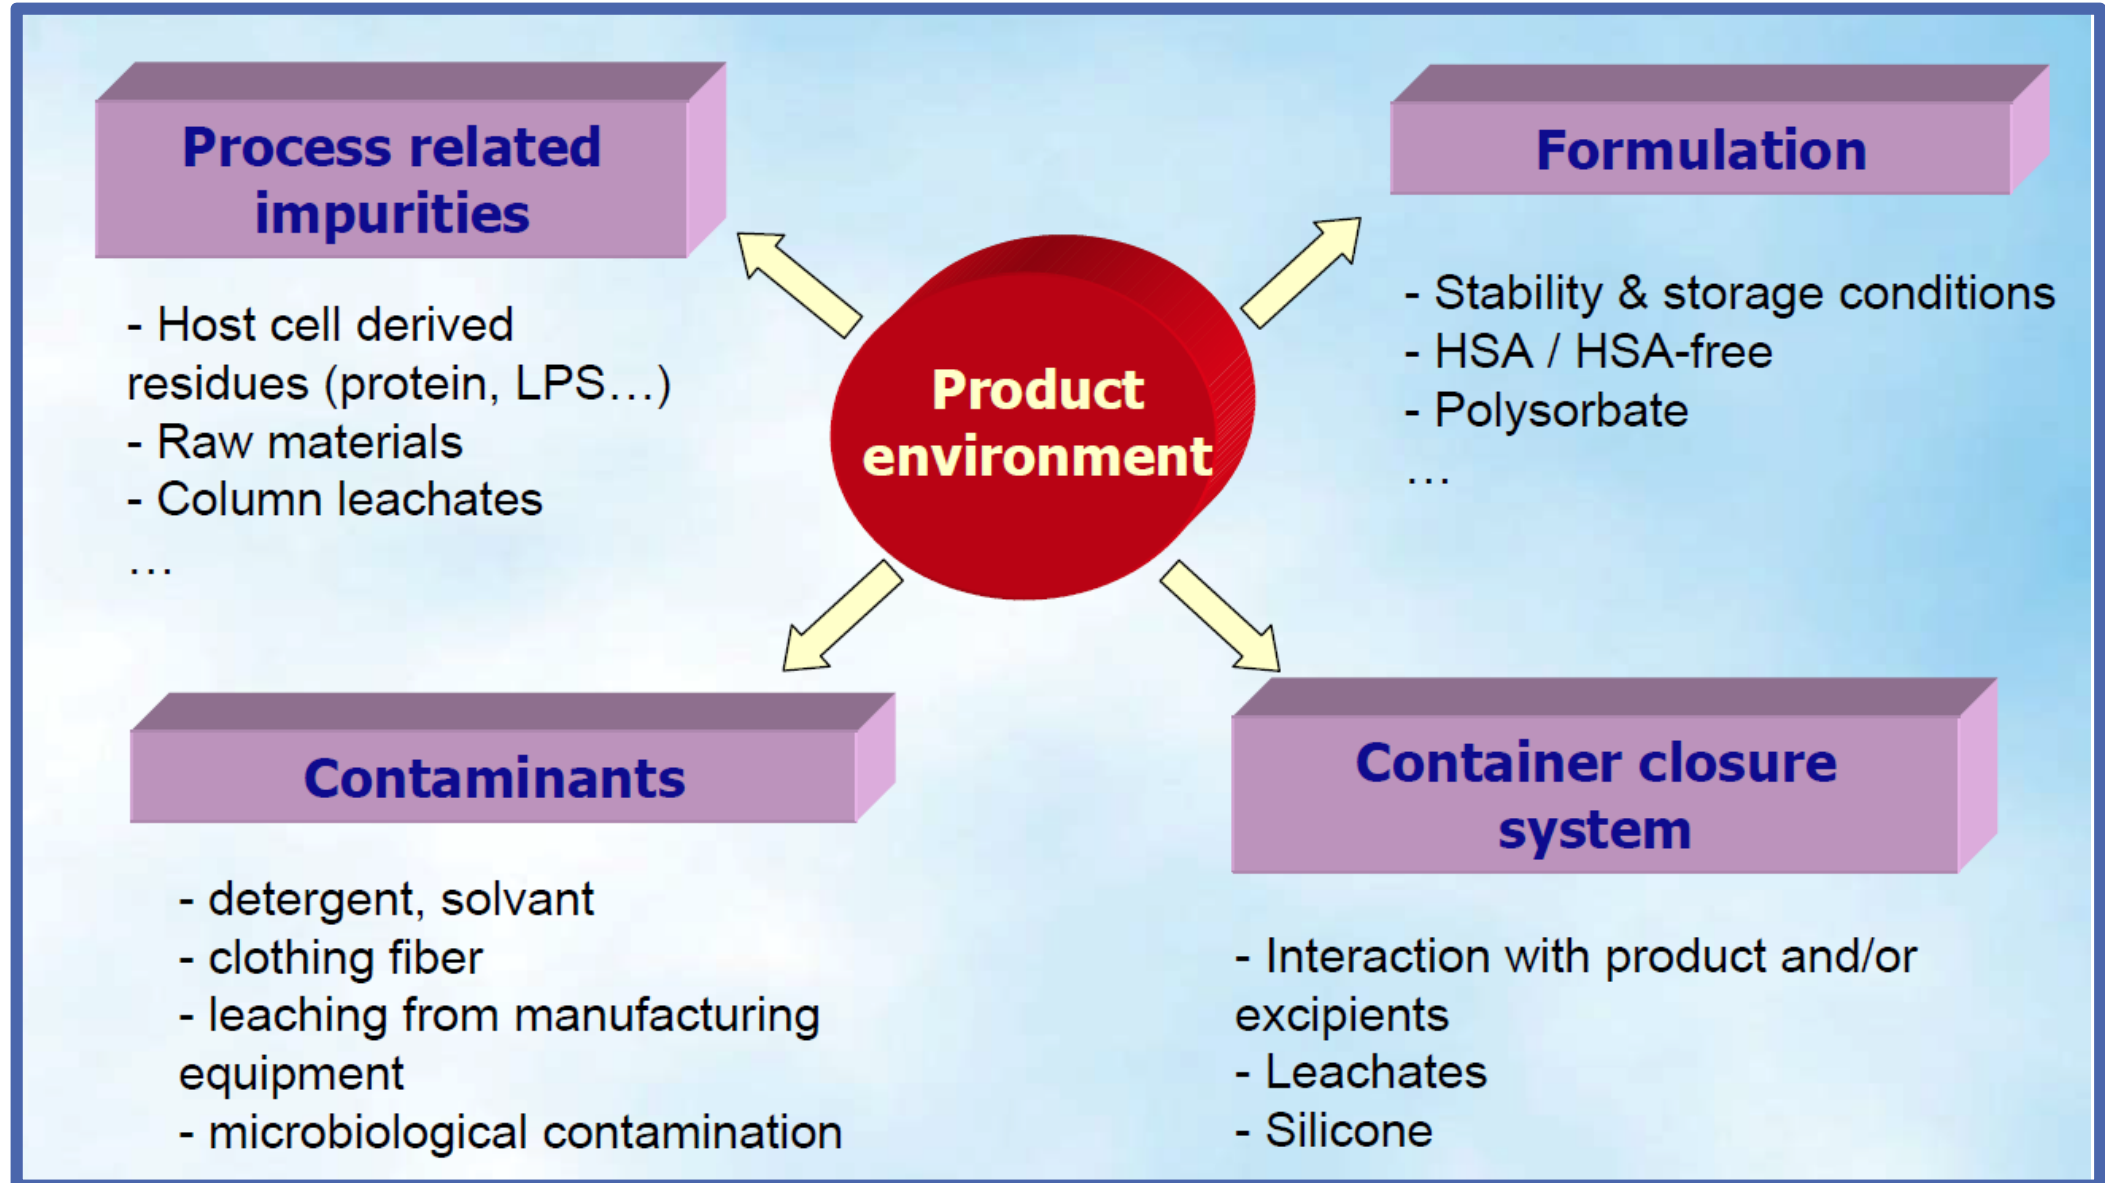 Process related
impurities
- Host cell derived
residues (protein, LPS...)
- Raw materials
- Column leachates
...
Formulation
- Stability & storage conditions
- HSA / HSA-free
- Polysorbate
...
Product
environment
Contaminants
- detergent, solvant
- clothing fiber
- leaching from manufacturing
equipment
- microbiological contamination
Container closure
system
- Interaction with product and/or
excipients
- Leachates
- Silicone